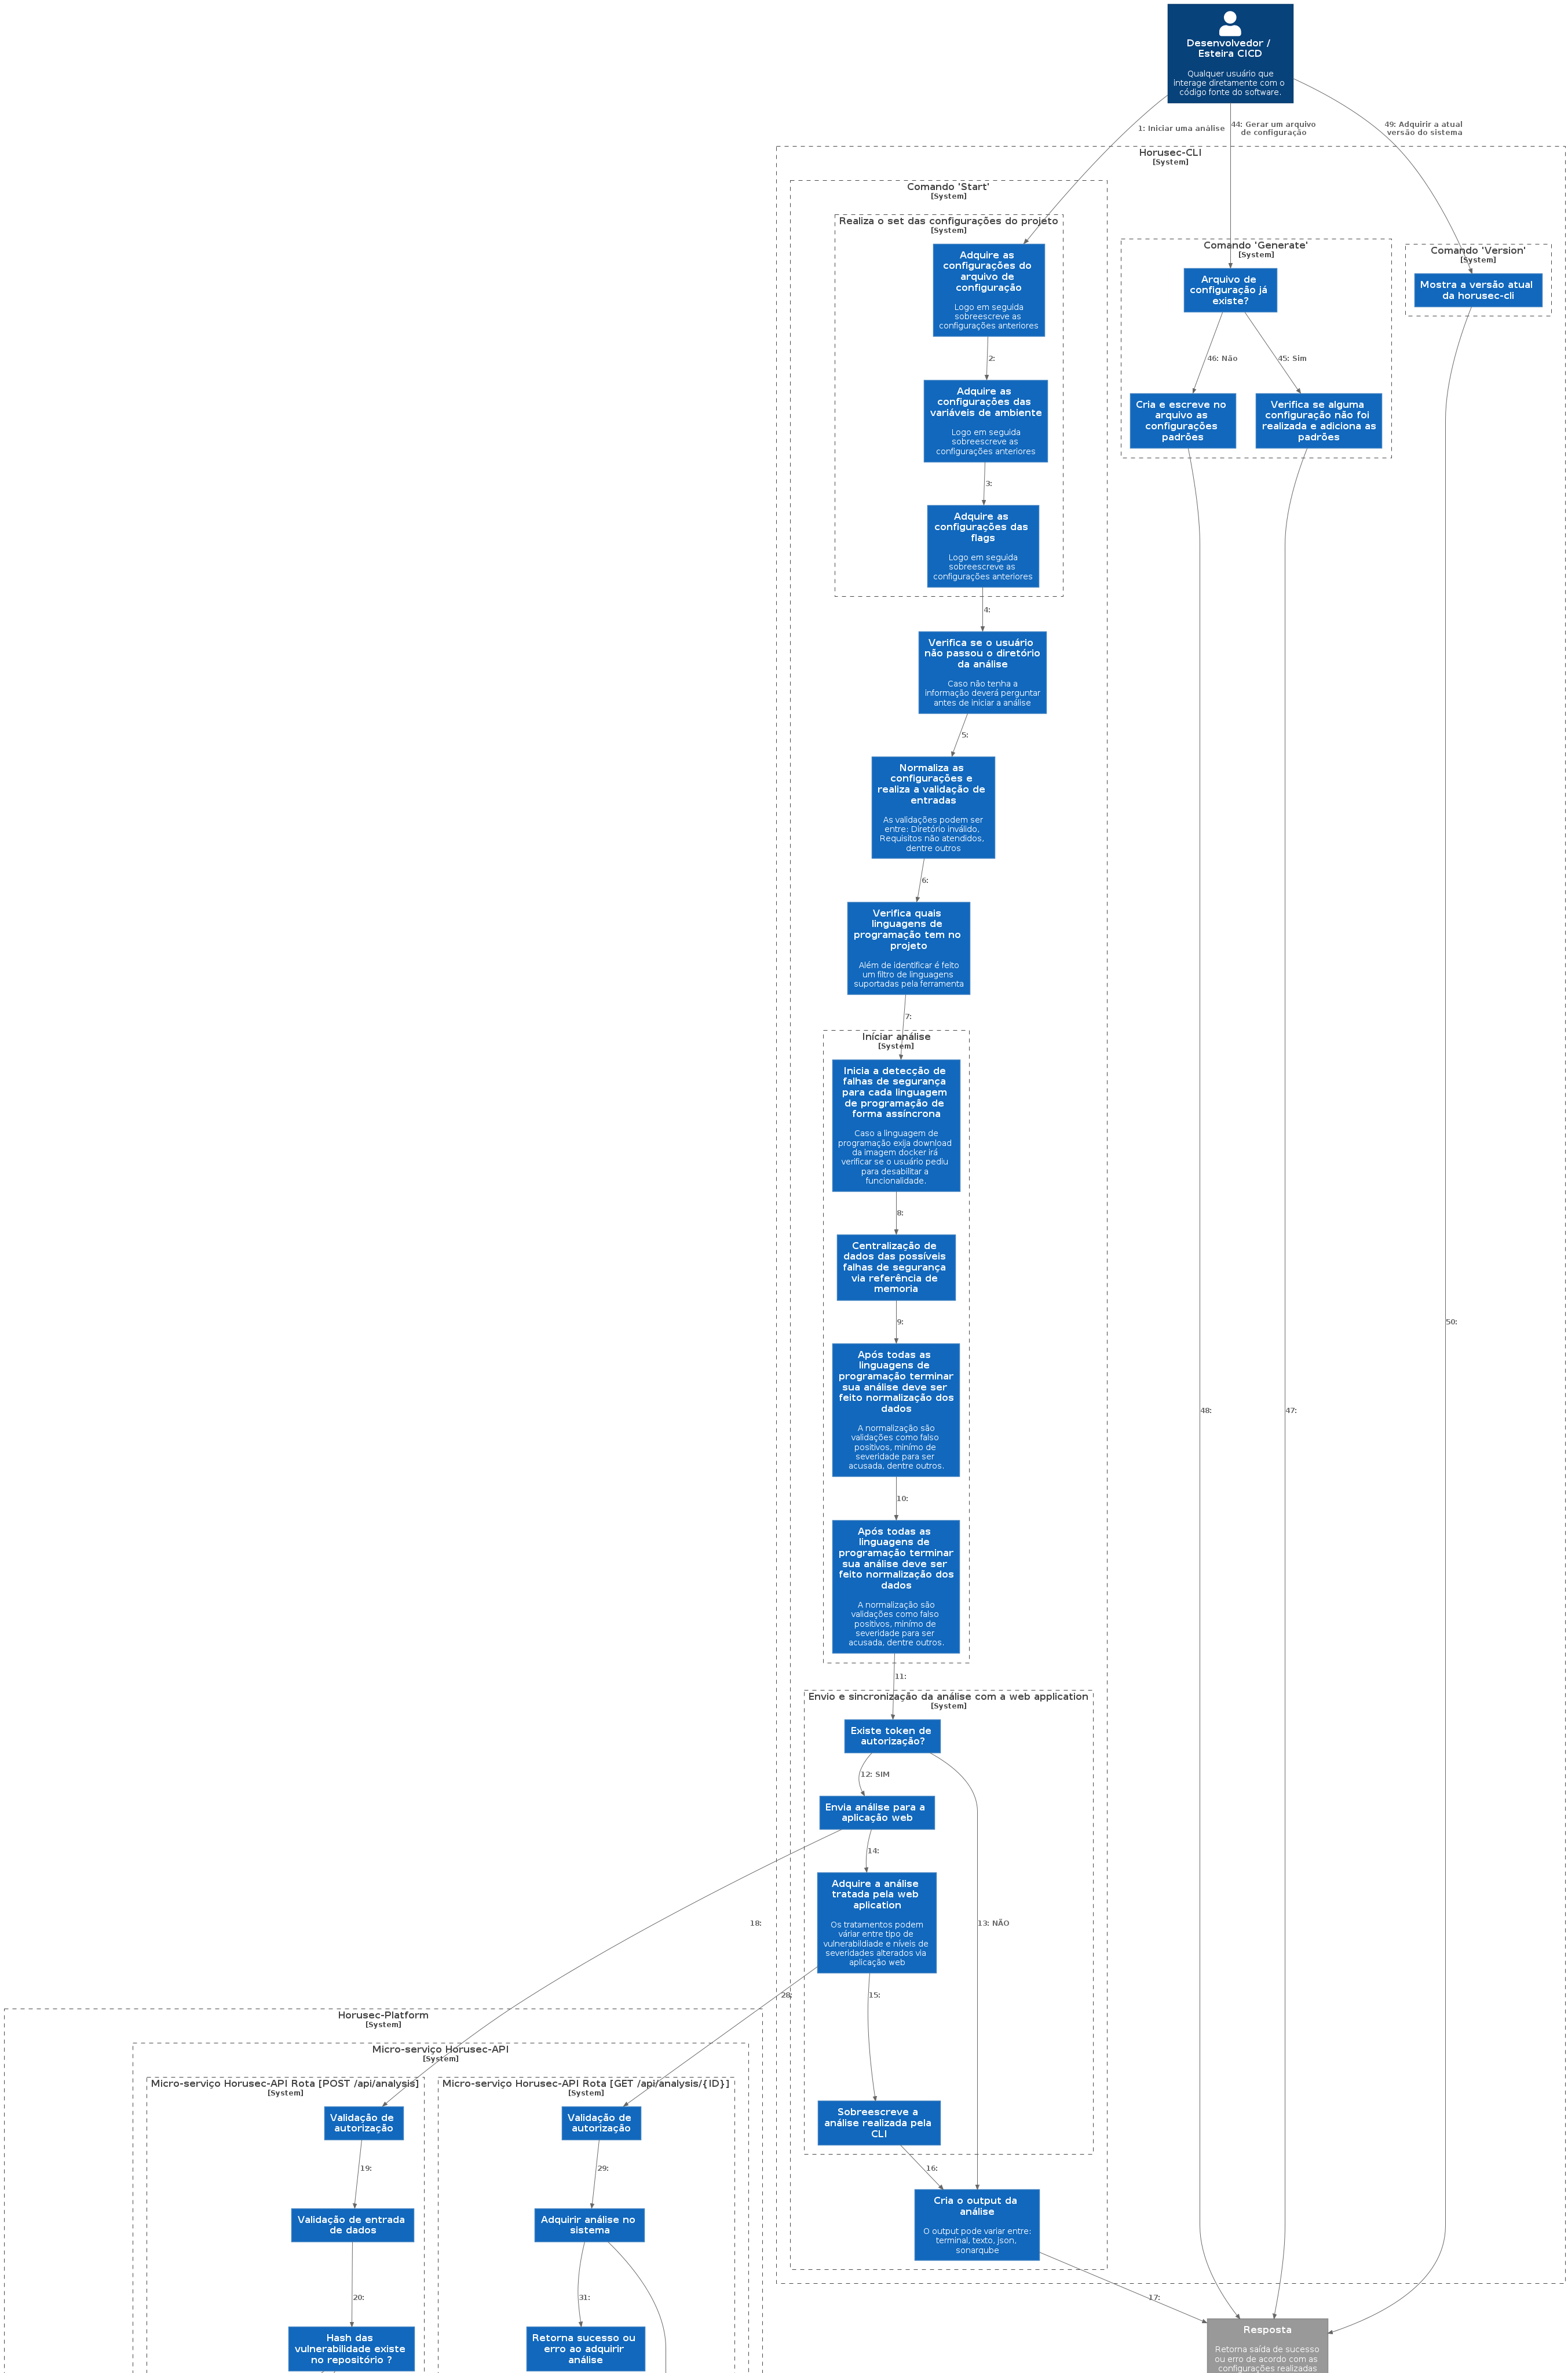 Desenvolvedor /
Esteira CICD
Qualquer usuário que
interage diretamente com o
código fonte do software.
1: Iniciar uma análise
44: Gerar um arquivo
de configuração
49: Adquirir a atual
versão do sistema
Horusec-CLI
[System]
Comando 'Start'
[System]
Realiza o set das configurações do projeto
[System]
Adquire as
configurações do
arquivo de
configuração
Logo em seguida
sobreescreve as
configurações anteriores
2:
Adquire as
configurações das
variáveis de ambiente
Logo em seguida
sobreescreve as
configurações anteriores
3:
Adquire as
configurações das
flags
Logo em seguida
sobreescreve as
configurações anteriores
4:
Comando 'Generate'
[System]
Arquivo de
configuração já
existe?
46: Não
45: Sim
Cria e escreve no
arquivo as
configurações
padrões
Verifica se alguma
configuração não foi
realizada e adiciona as
padrões
Comando 'Version'
[System]
Mostra a versão atual
da horusec-cli
Verifica se o usuário
não passou o diretório
da análise
Caso não tenha a
informação deverá perguntar
antes de iniciar a análise
5:
Normaliza as
configurações e
realiza a validação de
entradas
As validações podem ser
entre: Diretório inválido,
Requisitos não atendidos,
dentre outros
6:
Verifica quais
linguagens de
programação tem no
projeto
Além de identificar é feito
um filtro de linguagens
suportadas pela ferramenta
7:
Iníciar análise
[System]
Inicia a detecção de
falhas de segurança
para cada linguagem
de programação de
forma assíncrona
Caso a linguagem de
programação exija download
da imagem docker irá
verificar se o usuário pediu
para desabilitar a
funcionalidade.
8:
Centralização de
dados das possíveis
falhas de segurança
via referência de
memoria
9:
Após todas as
linguagens de
programação terminar
sua análise deve ser
feito normalização dos
dados
A normalização são
validações como falso
positivos, minímo de
severidade para ser
acusada, dentre outros.
10:
Após todas as
linguagens de
programação terminar
sua análise deve ser
feito normalização dos
dados
A normalização são
validações como falso
positivos, minímo de
severidade para ser
acusada, dentre outros.
11:
50:
48:
47:
Envio e sincronização da análise com a web application
[System]
Existe token de
autorização?
12: SIM
Envia análise para a
aplicação web
14:
Adquire a análise
tratada pela web
aplication
Os tratamentos podem
váriar entre tipo de
vulnerabildiade e níveis de
severidades alterados via
aplicação web
13: NÃO
18:
28:
15:
Sobreescreve a
análise realizada pela
CLI
16:
Cria o output da
análise
O output pode variar entre:
terminal, texto, json,
sonarqube
17:
Resposta
Retorna saída de sucesso
ou erro de acordo com as
configurações realizadas
Horusec-Platform
[System]
Micro-serviço Horusec-API
[System]
Micro-serviço Horusec-API Rota [POST /api/analysis]
[System]
Validação de
autorização
19:
Validação de entrada
de dados
20:
Hash das
vulnerabilidade existe
no repositório ?
Micro-serviço Horusec-API Rota [GET /api/analysis/{ID}]
[System]
Validação de
autorização
29:
Adquirir análise no
sistema
31:
Retorna sucesso ou
erro ao adquirir
análise